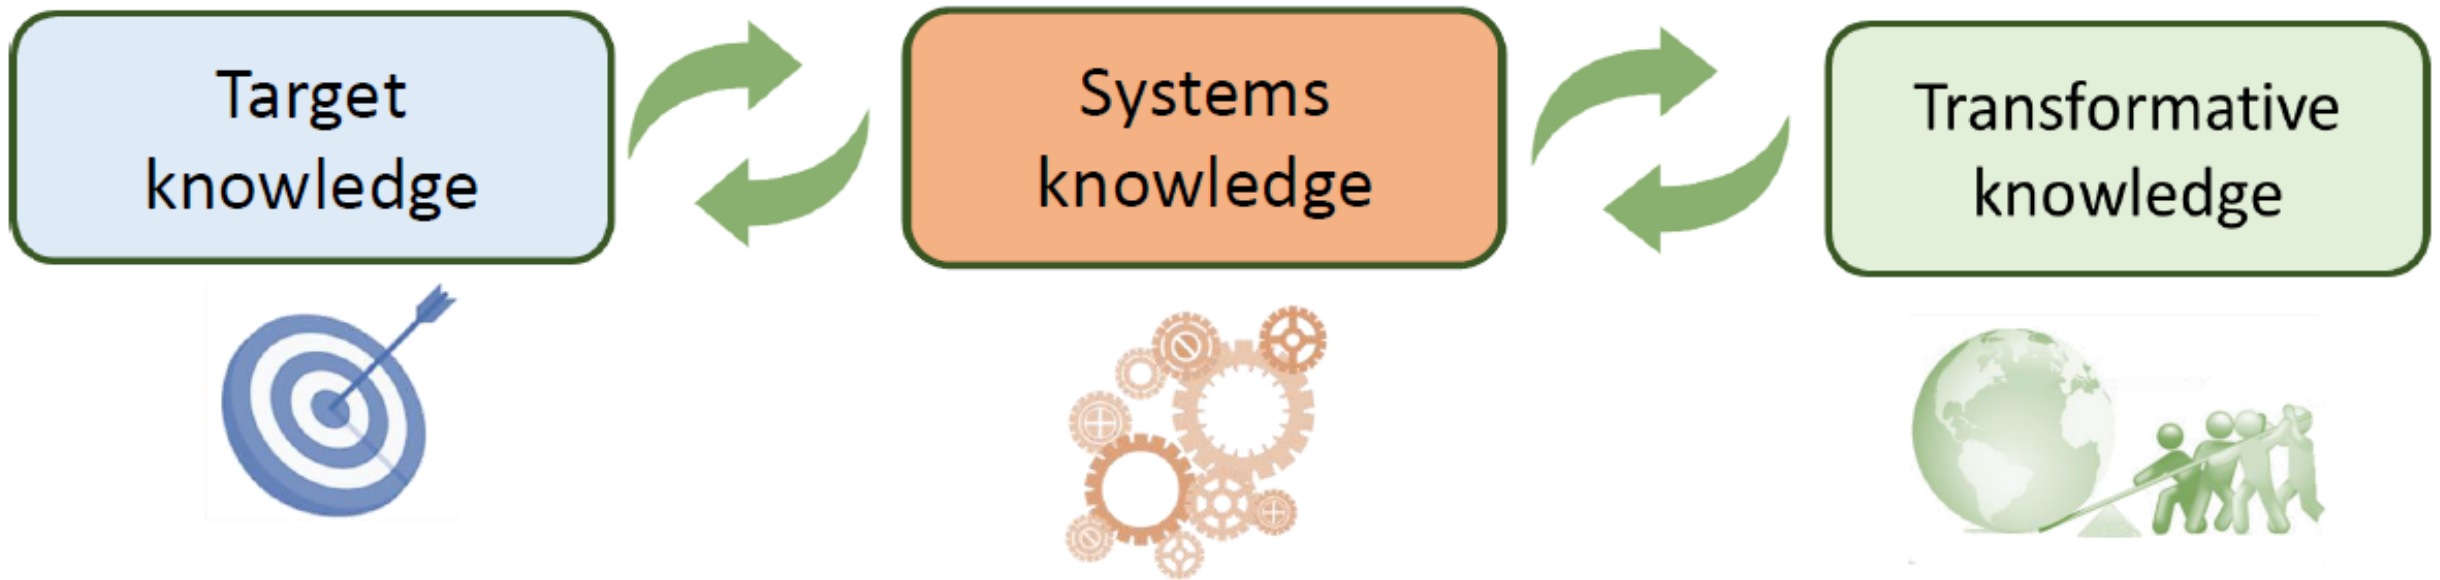 Target
knowledge
Systems
knowledge
Transformative
knowledge